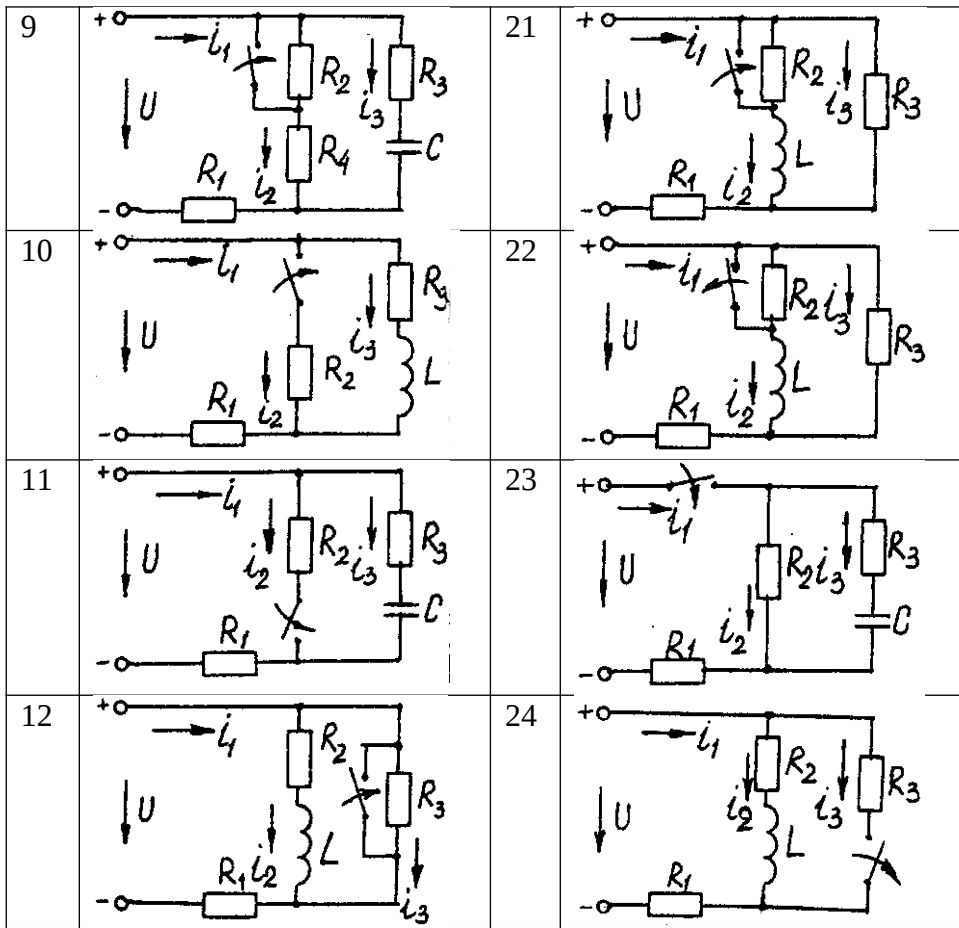 9
+
i1
R2
R3
U
i3
i2
R4
C
R1
-
21
+
i1
R2
i3
R3
U
L
R1
i2
-
10
+
i1
R3
U
i3
i2
R2
L
R1
-
22
+
i1
R2
i3
U
R3
L
R1
i2
-
11
+
i1
i2
R2
i3
R3
U
C
R1
-
23
+
i1
U
R2
i3
R3
i2
C
R1
-
12
+
i1
R2
U
R3
i2
L
R1
i3
-
24
+
i1
R2
i2
i3
R3
U
L
R1
-